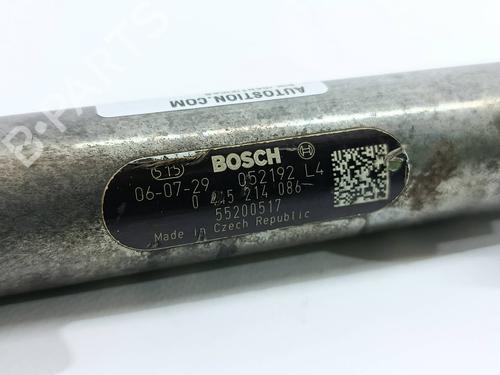 AUTOSTION.COM
B-PARTS
515 BOSCH
06-07-29 052192 L4
0 445 214 086
55200517
Made in Czech Republic